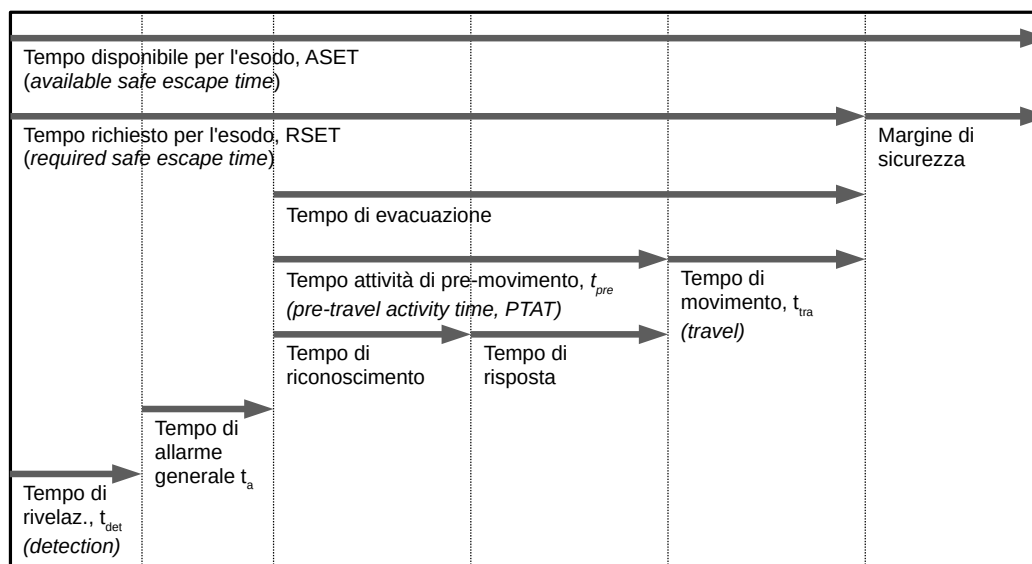 Tempo disponibile per l'esodo, ASET
(available safe escape time)
Tempo richiesto per l'esodo, RSET
(required safe escape time)
Margine di
sicurezza
Tempo di evacuazione
Tempo attività di pre-movimento, tpre
(pre-travel activity time, PTAT)
Tempo di
movimento, ttra
(travel)
Tempo di
riconoscimento
Tempo di
risposta
Tempo di
allarme
generale ta
Tempo di
rivelaz., tdet
(detection)